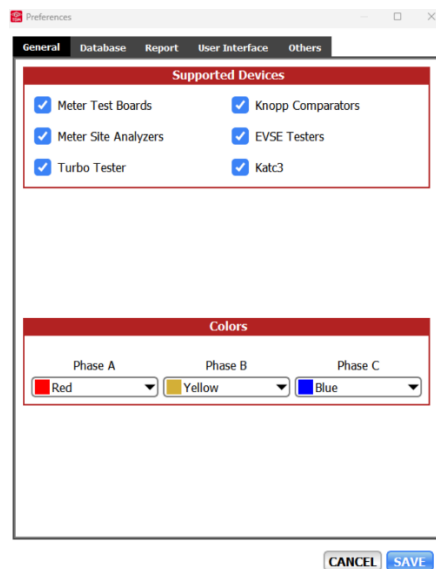 Preferences
General Database Report User Interface Others
Supported Devices
Meter Test Boards Knopp Comparators
Meter Site Analyzers EVSE Testers
Turbo Tester Katc3
Colors
Phase A Phase B Phase C
Red Yellow Blue
CANCEL SAVE